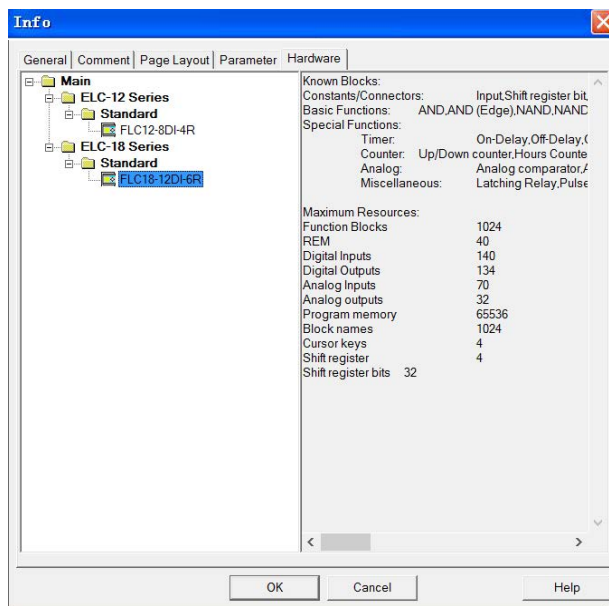 Info
General Comment Page Layout Parameter Hardware
Main
ELC-12 Series
Standard
FLC12-8DI-4R
ELC-18 Series
Standard
FLC18-12DI-6R
Known Blocks:
Constants/Connectors: Input,Shift register bit,
Basic Functions: AND,AND (Edge),NAND,NAND
Special Functions:
Timer: On-Delay,Off-Delay,
Counter: Up/Down counter,Hours Counte
Analog: Analog comparator,
Miscellaneous: Latching Relay,Pulse
Maximum Resources:
Function Blocks 1024
REM 40
Digital Inputs 140
Digital Outputs 134
Analog Inputs 70
Analog outputs 32
Program memory 65536
Block names 1024
Cursor keys 4
Shift register 4
Shift register bits 32
OK Cancel Help